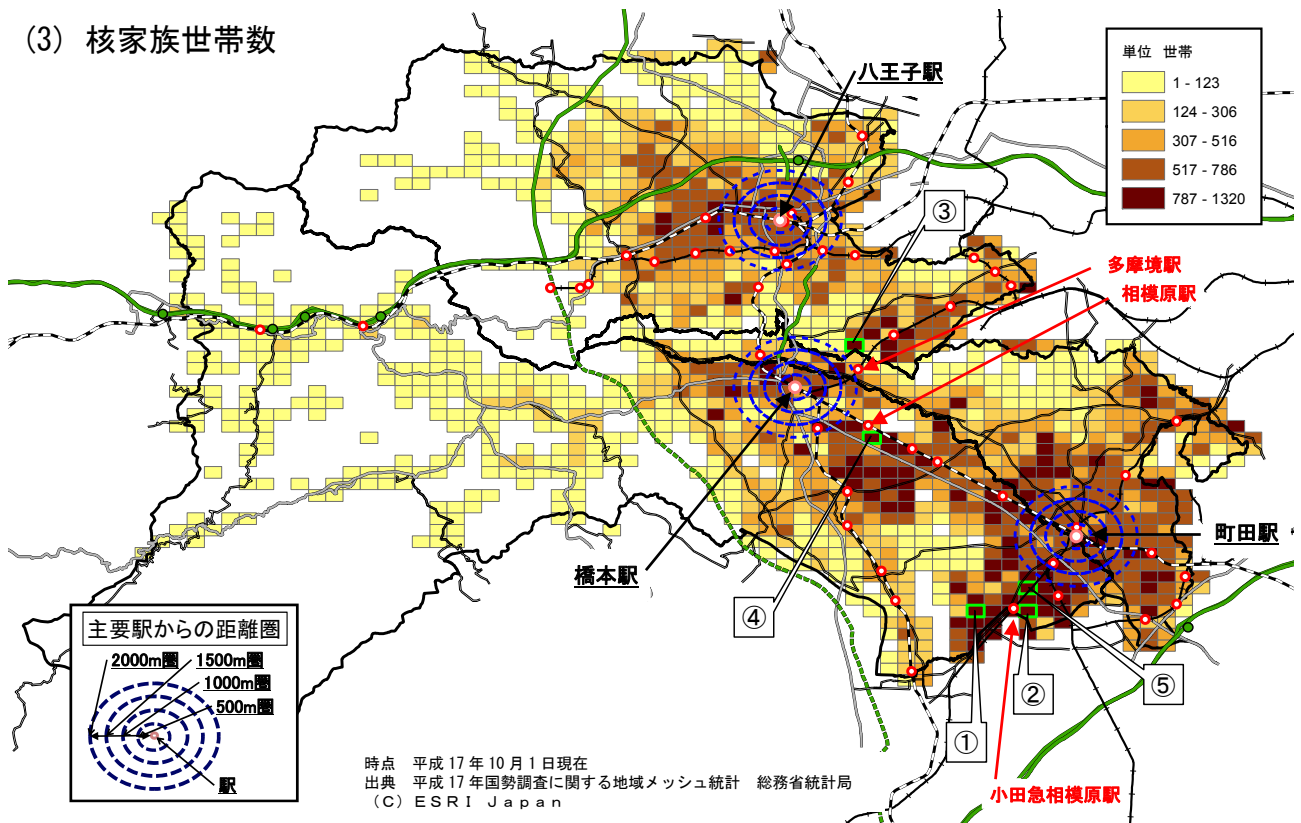 (3) 核家族世帯数
八王子駅
単位 世帯
1 - 123
124 - 306
307 - 516
517 - 786
787 - 1320
③
多摩境駅
相模原駅
町田駅
橋本駅
④
②
⑤
①
小田急相模原駅
主要駅からの距離圏
2000m圏
1500m圏
1000m圏
500m圏
駅
時点 平成17年10月1日現在
出典 平成17年国勢調査に関する地域メッシュ統計 総務省統計局
(C) ESRI Japan